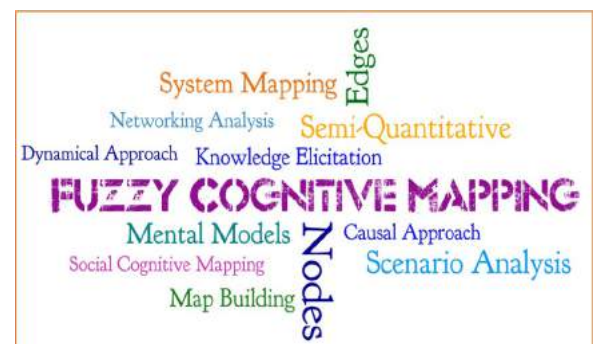 Edges
System Mapping
Networking Analysis
Semi-Quantitative
Dynamical Approach
Knowledge Elicitation
FUZZY COGNITIVE MAPPING
Mental Models
Nodes
Causal Approach
Social Cognitive Mapping
Scenario Analysis
Map Building